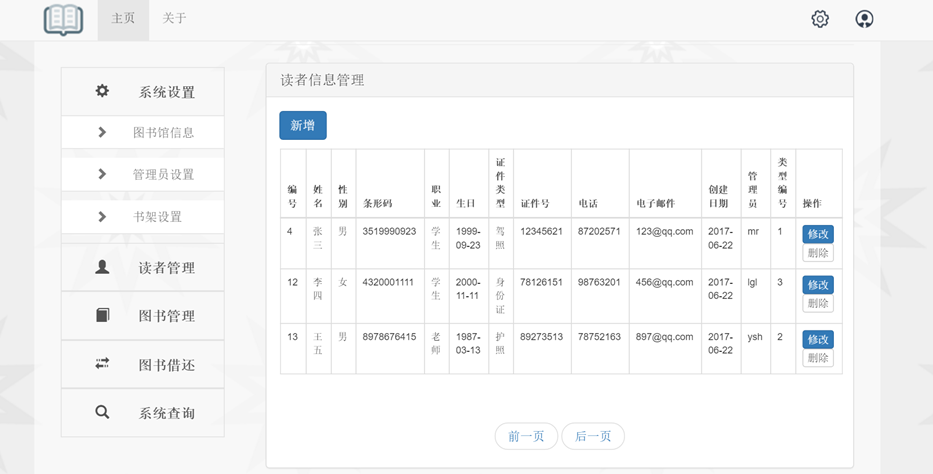 主页 关于
系统设置
图书馆信息
管理员设置
书架设置
读者管理
图书管理
图书借还
系统查询
读者信息管理
新增
编号 姓名 性别 条形码 职业 生日 证件类型 证件号 电话 电子邮件 创建日期 管理员 类型编号 操作
4 张三 男 3519990923 学生 1999-09-23 驾照 12345621 87202571 123@qq.com 2017-06-22 mr 1 修改 删除
12 李四 女 4320001111 学生 2000-11-11 身份证 78126151 98763201 456@qq.com 2017-06-22 lgl 3 修改 删除
13 王五 男 8978676415 老师 1987-03-13 护照 89273513 78752163 897@qq.com 2017-06-22 ysh 2 修改 删除
前一页 后一页